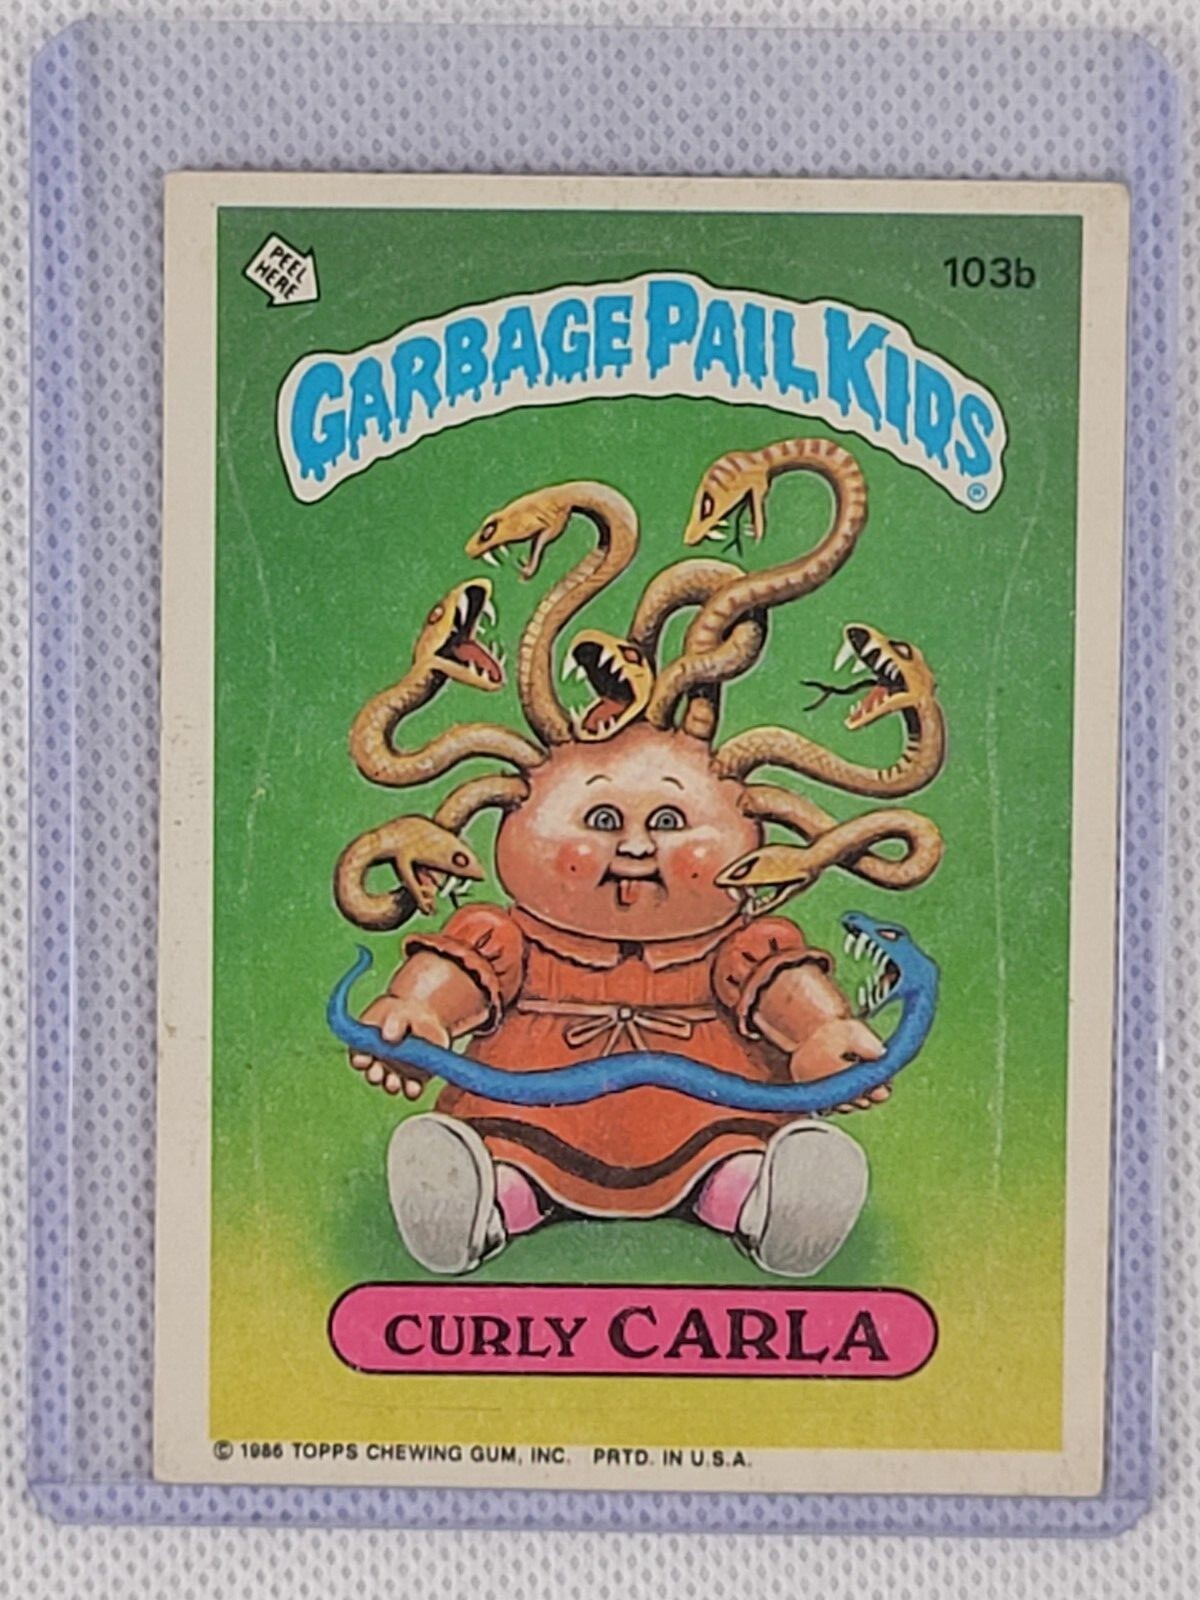 PEEL
HERE
103b
GARBAGE PAIL KIDS
®
CURLY CARLA
© 1986 TOPPS CHEWING GUM, INC. PRTD. IN U.S.A.